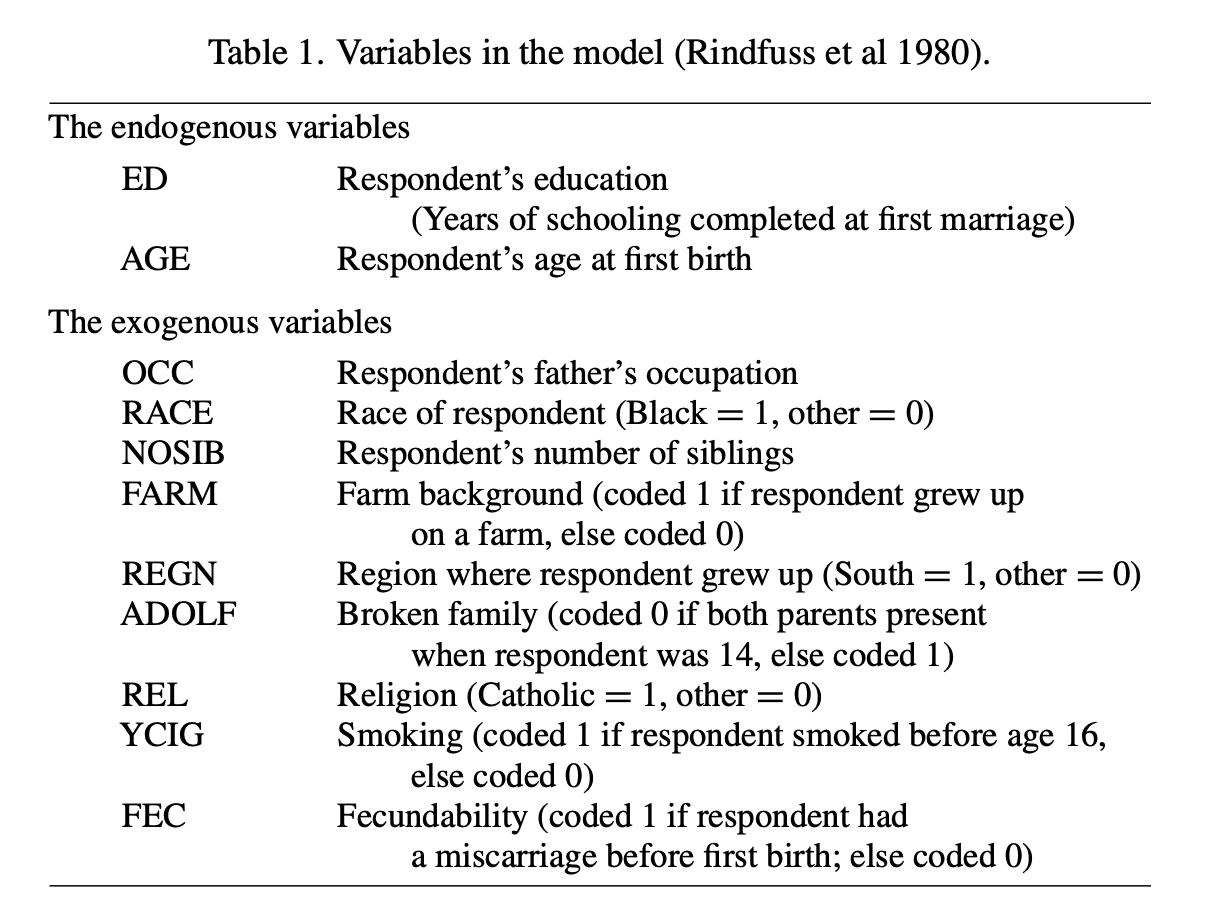 Table 1. Variables in the model (Rindfuss et al 1980).
The endogenous variables
ED Respondent’s education
(Years of schooling completed at first marriage)
AGE Respondent’s age at first birth
The exogenous variables
OCC Respondent’s father’s occupation
RACE Race of respondent (Black = 1, other = 0)
NOSIB Respondent’s number of siblings
FARM Farm background (coded 1 if respondent grew up
on a farm, else coded 0)
REGN Region where respondent grew up (South = 1, other = 0)
ADOLF Broken family (coded 0 if both parents present
when respondent was 14, else coded 1)
REL Religion (Catholic = 1, other = 0)
YCIG Smoking (coded 1 if respondent smoked before age 16,
else coded 0)
FEC Fecundability (coded 1 if respondent had
a miscarriage before first birth; else coded 0)